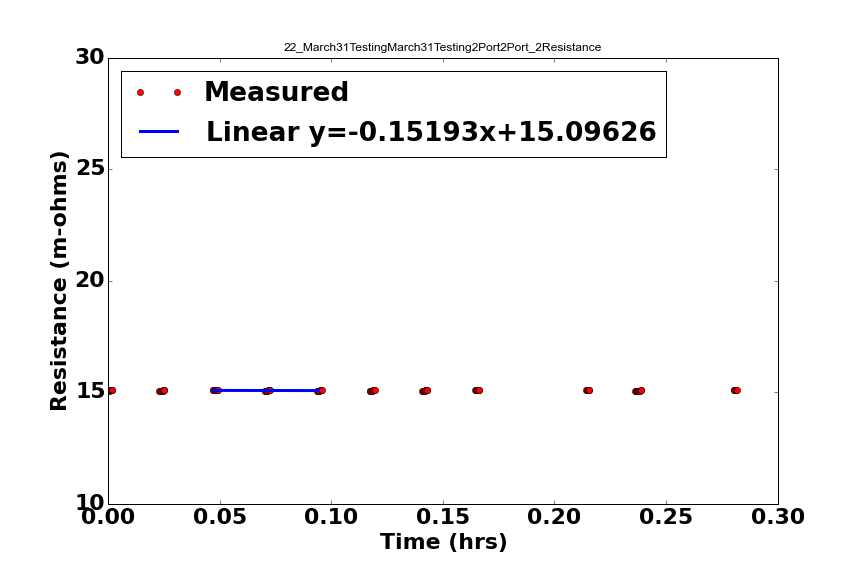 22_March31TestingMarch31Testing2Port2Port_2Resistance
Measured
Linear y=-0.15193x+15.09626
30
25
20
15
10
Resistance (m-ohms)
0.00 0.05 0.10 0.15 0.20 0.25 0.30
Time (hrs)